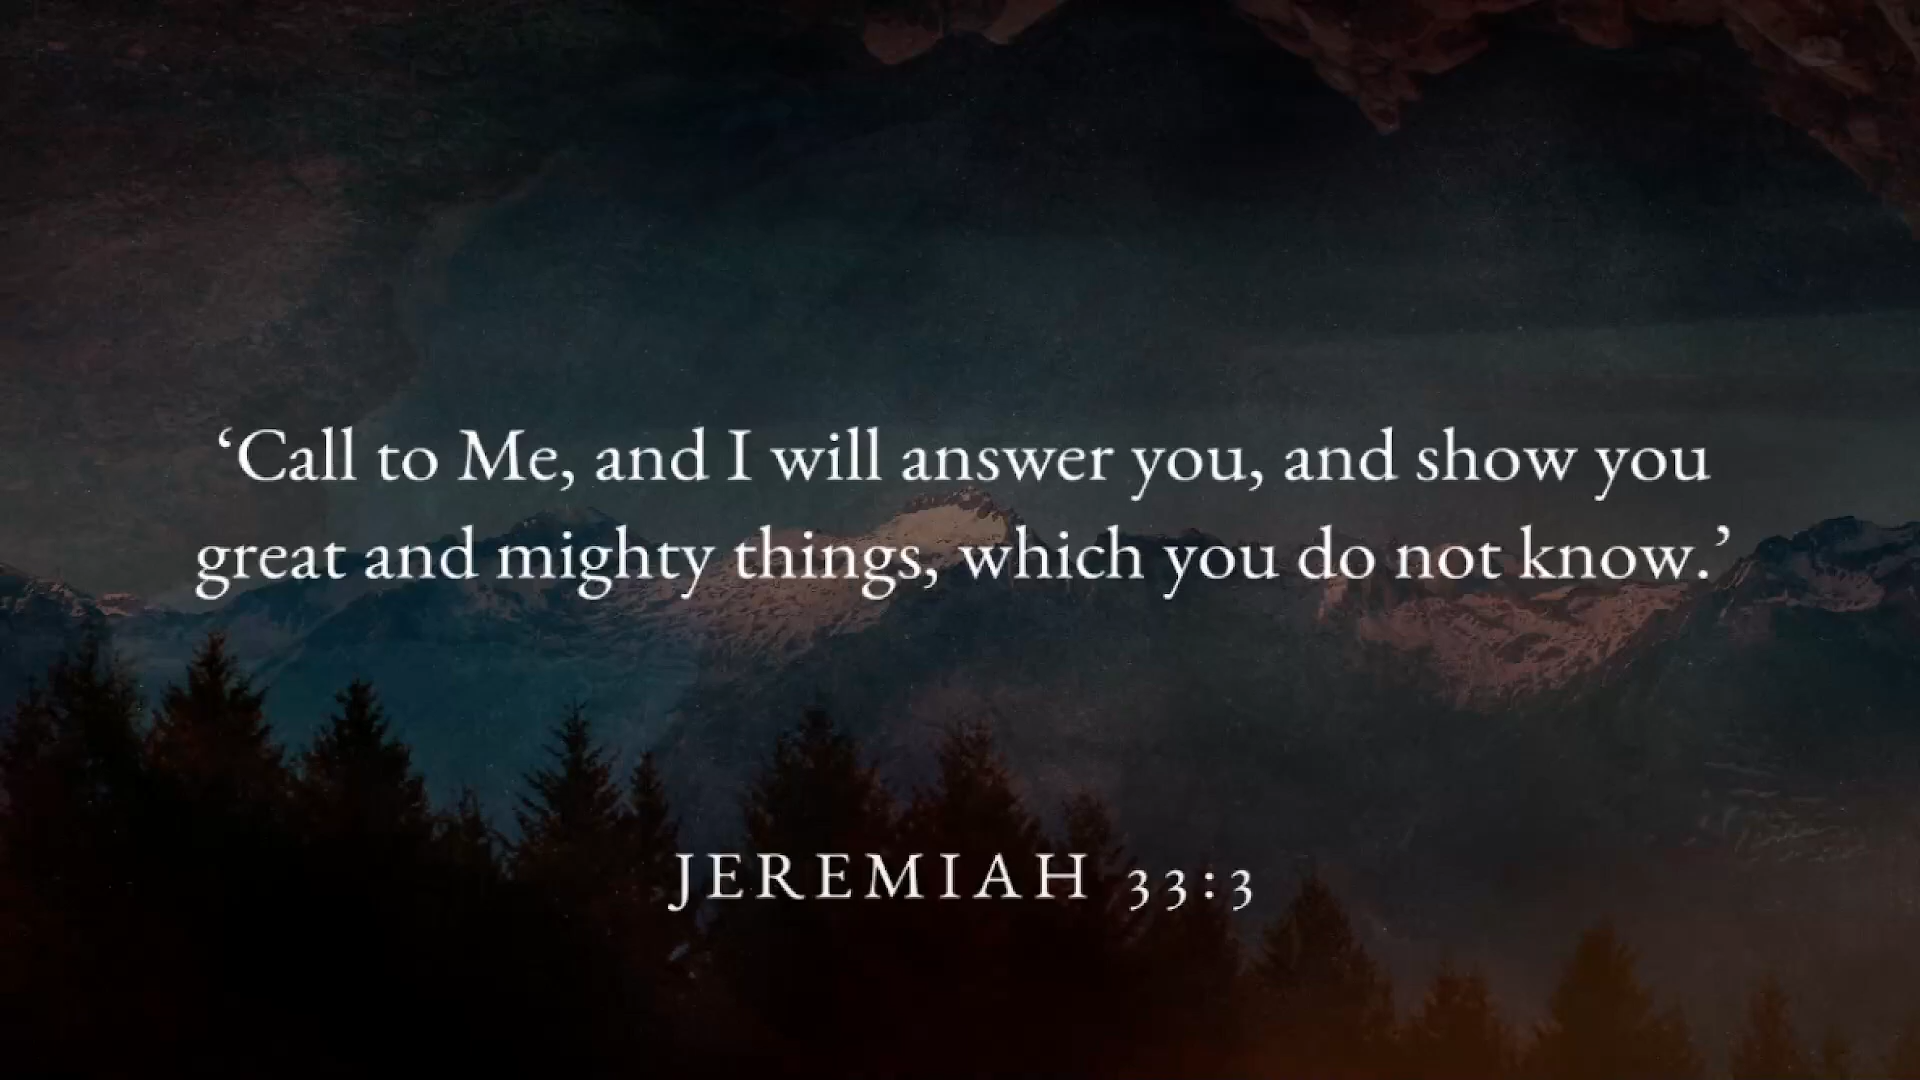 ‘Call to Me, and I will answer you, and show you
great and mighty things, which you do not know.’
JEREMIAH 33:3